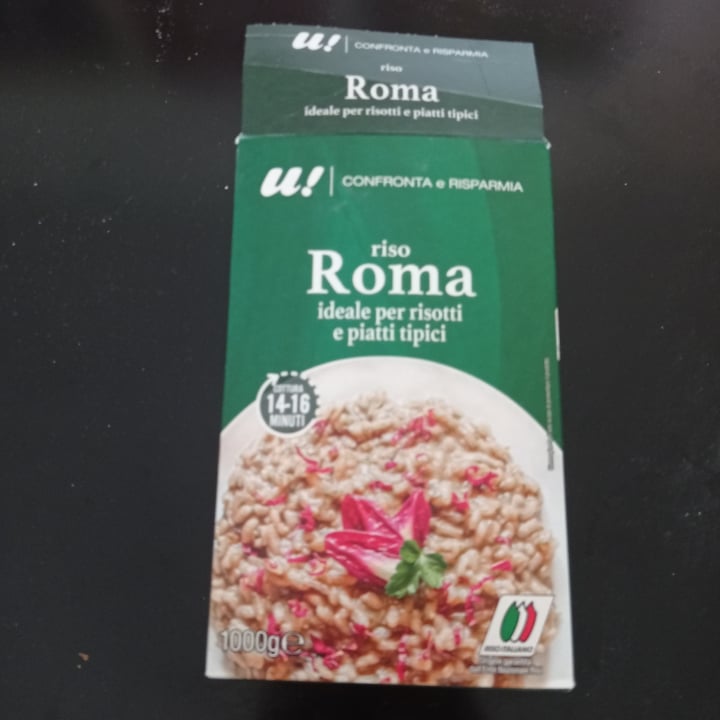 u! CONFRONTA e RISPARMIA
riso
Roma
ideale per risotti e piatti tipici
u! CONFRONTA e RISPARMIA
riso
Roma
ideale per risotti
e piatti tipici
COTTURA
14-16
MINUTI
1000g e
RISO ITALIANO